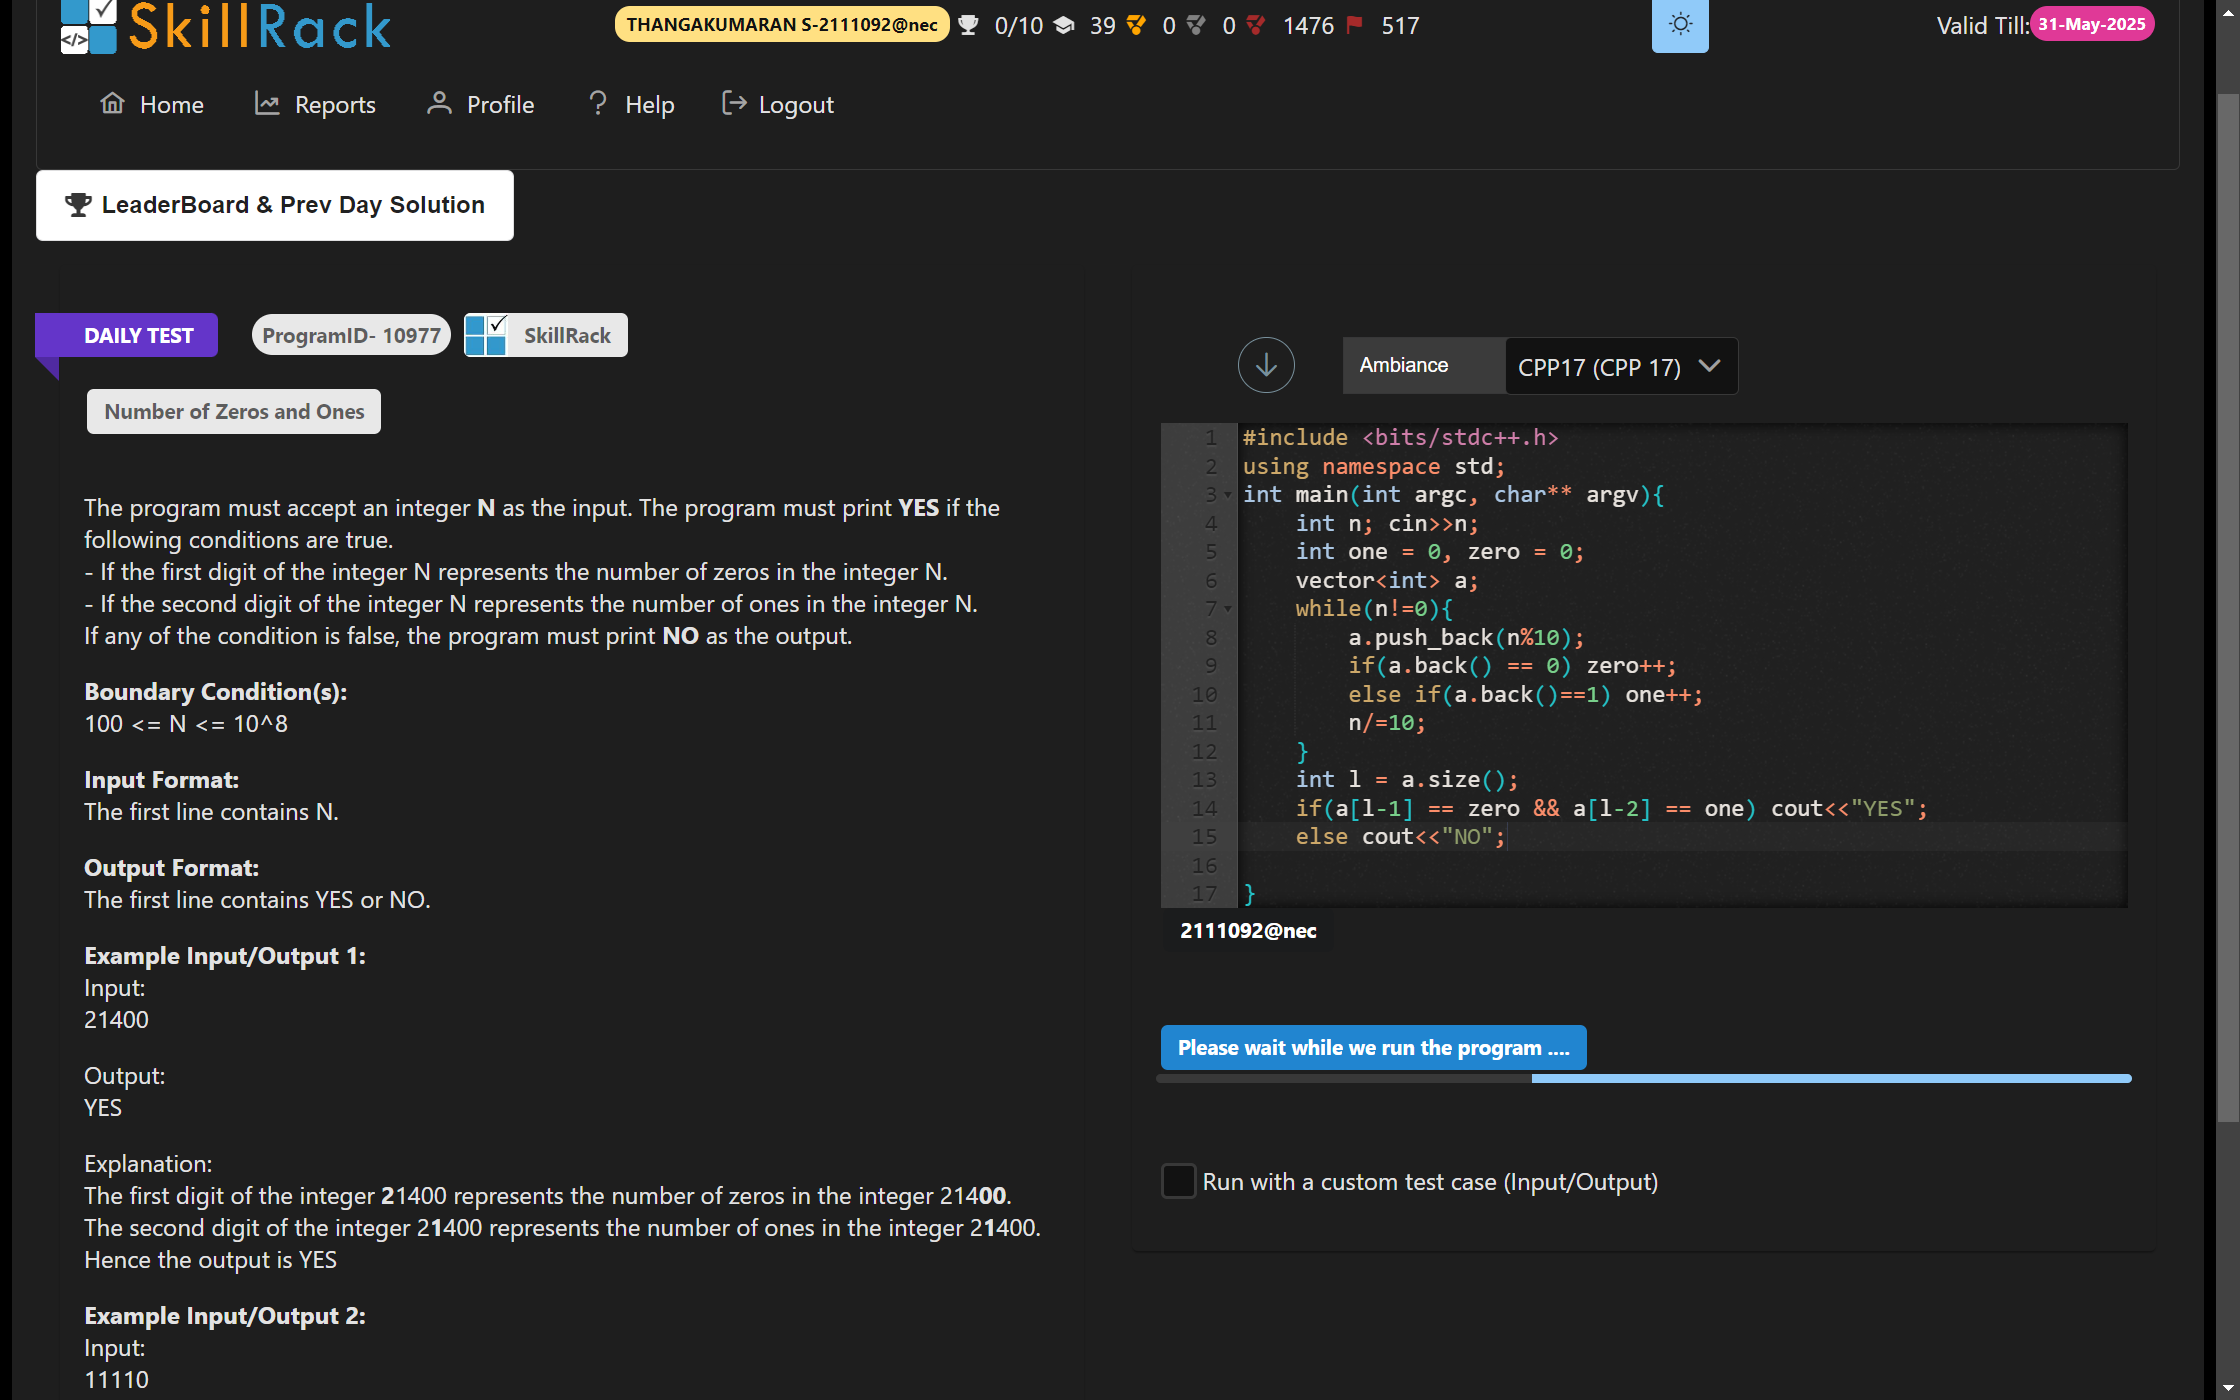 SkillRack
THANGAKUMARAN S-2111092@nec 0/10 39 0 0 1476 517
Valid Till: 31-May-2025
Home Reports Profile Help Logout
LeaderBoard & Prev Day Solution
DAILY TEST ProgramID- 10977 SkillRack
Number of Zeros and Ones
The program must accept an integer N as the input. The program must print YES if the
following conditions are true.
- If the first digit of the integer N represents the number of zeros in the integer N.
- If the second digit of the integer N represents the number of ones in the integer N.
If any of the condition is false, the program must print NO as the output.
Boundary Condition(s):
100 <= N <= 10^8
Input Format:
The first line contains N.
Output Format:
The first line contains YES or NO.
Example Input/Output 1:
Input:
21400
Output:
YES
Explanation:
The first digit of the integer 21400 represents the number of zeros in the integer 21400.
The second digit of the integer 21400 represents the number of ones in the integer 21400.
Hence the output is YES
Example Input/Output 2:
Input:
11110
Ambiance CPP17 (CPP 17)
1 #include <bits/stdc++.h>
2 using namespace std;
3 int main(int argc, char** argv){
4 int n; cin>>n;
5 int one = 0, zero = 0;
6 vector<int> a;
7 while(n!=0){
8 a.push_back(n%10);
9 if(a.back() == 0) zero++;
10 else if(a.back()==1) one++;
11 n/=10;
12 }
13 int l = a.size();
14 if(a[l-1] == zero && a[l-2] == one) cout<<"YES";
15 else cout<<"NO";
16
17 }
2111092@nec
Please wait while we run the program ....
Run with a custom test case (Input/Output)